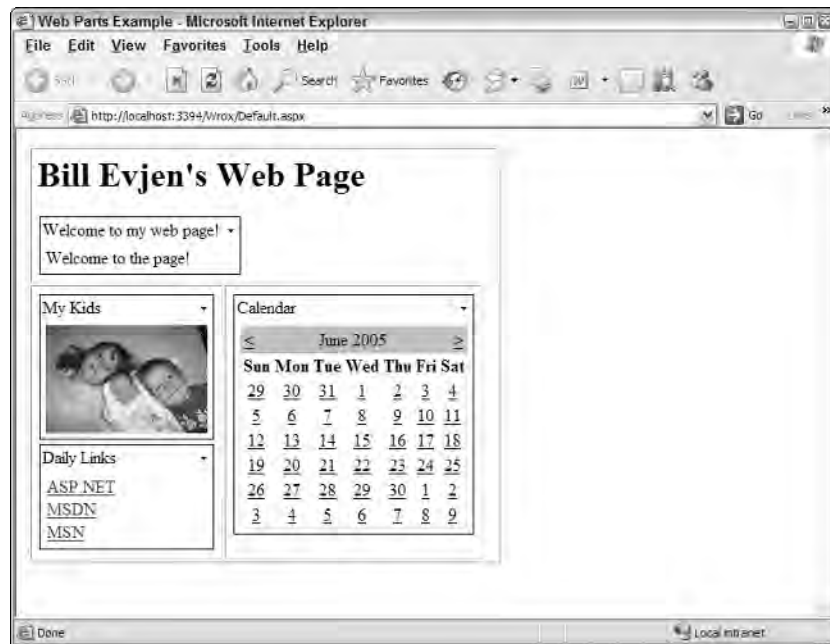 Web Parts Example - Microsoft Internet Explorer
File Edit View Favorites Tools Help
Search Favorites
http://localhost:3394/Wrox/Default.aspx Go
Bill Evjen's Web Page
Welcome to my web page!
Welcome to the page!
My Kids
Daily Links
ASP.NET
MSDN
MSN
Calendar
< June 2005 >
Sun Mon Tue Wed Thu Fri Sat
29 30 31 1 2 3 4
5 6 7 8 9 10 11
12 13 14 15 16 17 18
19 20 21 22 23 24 25
26 27 28 29 30 1 2
3 4 5 6 7 8 9
Done Local intranet